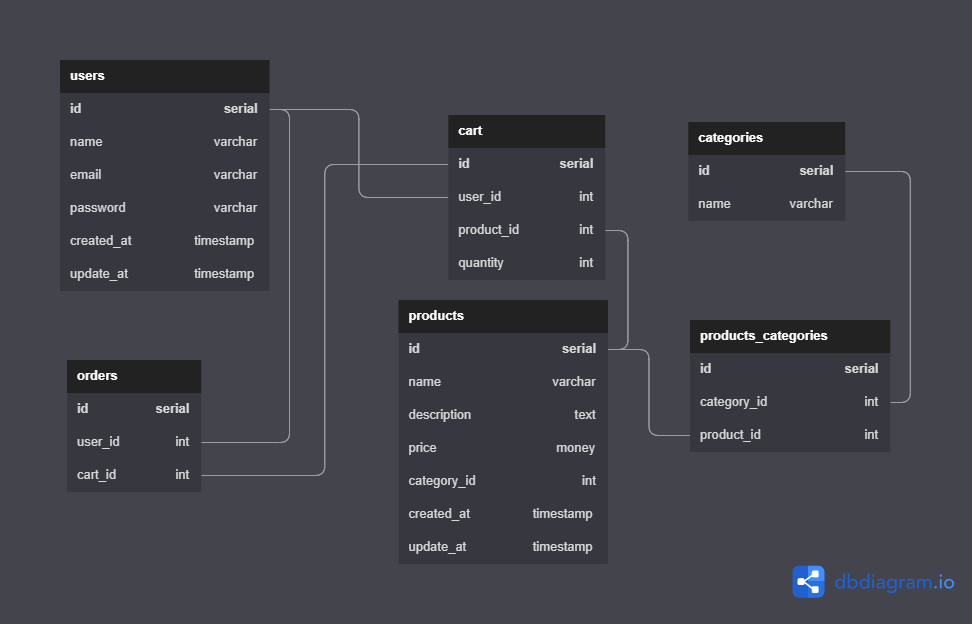 users
id serial
name varchar
email varchar
password varchar
created_at timestamp
update_at timestamp
orders
id serial
user_id int
cart_id int
cart
id serial
user_id int
product_id int
quantity int
products
id serial
name varchar
description text
price money
category_id int
created_at timestamp
update_at timestamp
categories
id serial
name varchar
products_categories
id serial
category_id int
product_id int
dbdiagram.io